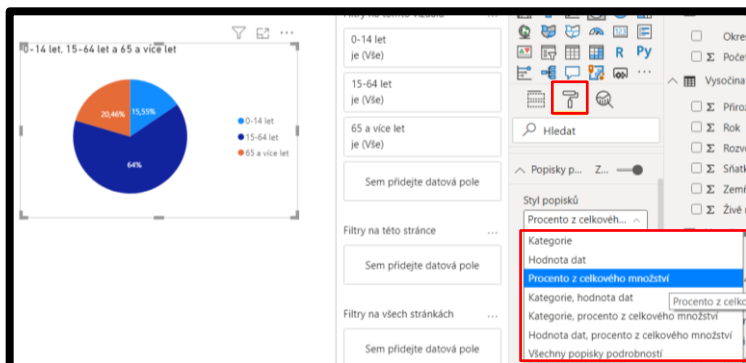 Filtry na tomto vizuálu
0-14 let, 15-64 let a 65 a více let
20,46%
15,55%
64%
0-14 let
15-64 let
65 a více let
0-14 let
je (Vše)
15-64 let
je (Vše)
65 a více let
je (Vše)
Sem přidejte datová pole
Filtry na této stránce
...
Sem přidejte datová pole
Filtry na všech stránkách
...
Sem přidejte datová pole
R Py
...
Hledat
Popisky p... Z...
Styl popisků
Procento z celkovéh...
Kategorie
Hodnota dat
Procento z celkového množství
Kategorie, hodnota dat
Procento z celko
Kategorie, procento z celkového množství
Hodnota dat, procento z celkového množství
Všechny popisky podrobností
Okre
Σ Počet
Vysočina
Σ Přiroz
Σ Rok
Σ Rozvo
Σ Sňatk
Σ Zemř
Σ Živě